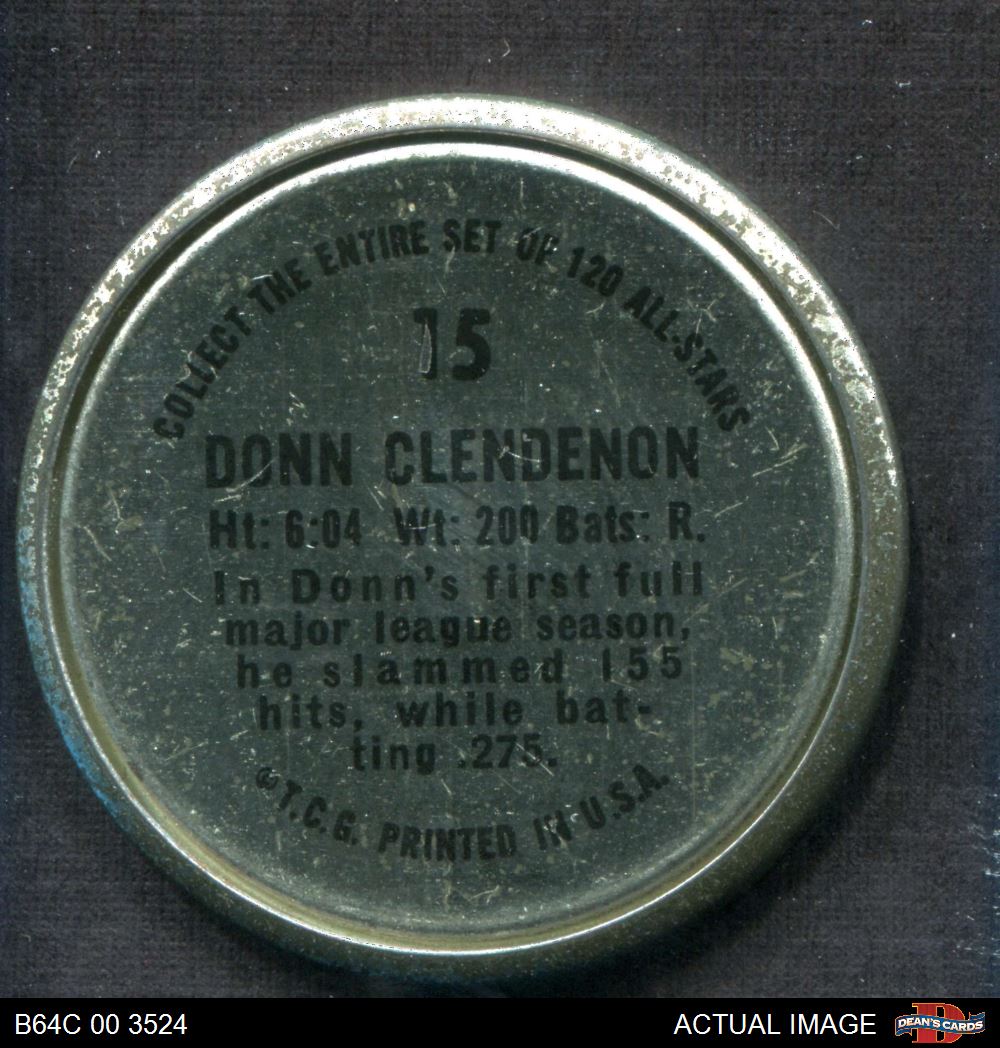 COLLECT THE ENTIRE SET OF 120 ALL-STARS
15
DONN CLENDENON
Ht: 6:04 Wt: 200 Bats: R.
In Donn's first full
major league season,
he slammed 155
hits, while bat-
ting .275.
© T.C.G. PRINTED IN U.S.A.
B64C 00 3524
ACTUAL IMAGE
D
DEAN'S CARDS